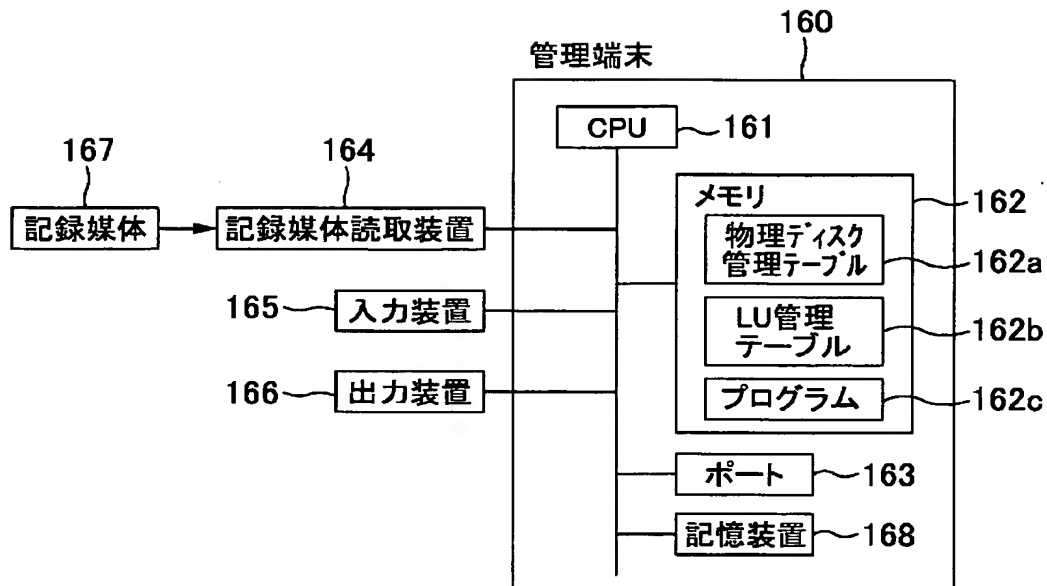 160
管理端末
CPU
161
167
164
記録媒体
記録媒体読取装置
メモリ
162
物理ディスク
管理テーブル
162a
165
入力装置
LU管理
テーブル
162b
166
出力装置
プログラム
162c
ポート
163
記憶装置
168